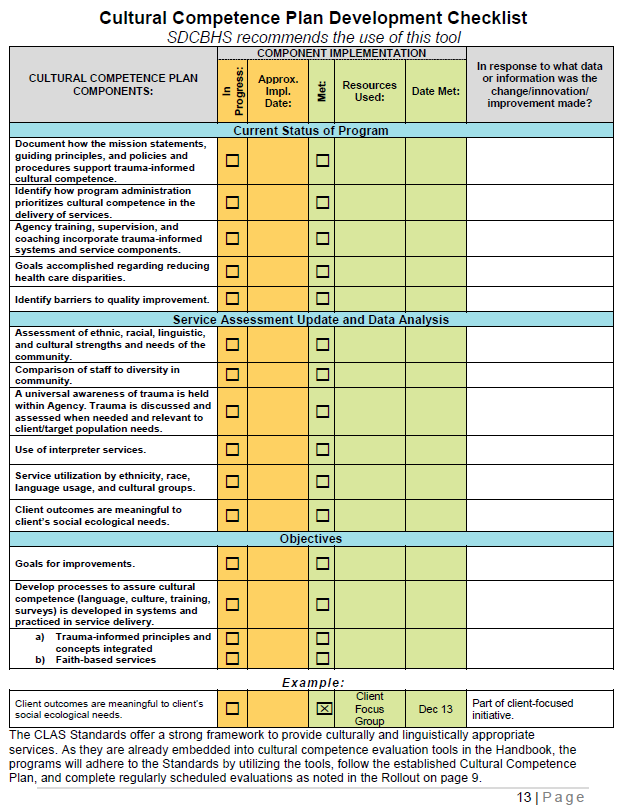 Cultural Competence Plan Development Checklist
SDCBHS recommends the use of this tool
CULTURAL COMPETENCE PLAN
COMPONENTS:
COMPONENT IMPLEMENTATION
In
Progress:
Approx.
Impl.
Date:
Met:
Resources
Used:
Date Met:
In response to what data
or information was the
change/innovation/
improvement made?
Current Status of Program
Document how the mission statements,
guiding principles, and policies and
procedures support trauma-informed
cultural competence.
Identify how program administration
prioritizes cultural competence in the
delivery of services.
Agency training, supervision, and
coaching incorporate trauma-informed
systems and service components.
Goals accomplished regarding reducing
health care disparities.
Identify barriers to quality improvement.
Service Assessment Update and Data Analysis
Assessment of ethnic, racial, linguistic,
and cultural strengths and needs of the
community.
Comparison of staff to diversity in
community.
A universal awareness of trauma is held
within Agency. Trauma is discussed and
assessed when needed and relevant to
client/target population needs.
Use of interpreter services.
Service utilization by ethnicity, race,
language usage, and cultural groups.
Client outcomes are meaningful to
client's social ecological needs.
Objectives
Goals for improvements.
Develop processes to assure cultural
competence (language, culture, training,
surveys) is developed in systems and
practiced in service delivery.
a) Trauma-informed principles and
concepts integrated
b) Faith-based services
Example:
Client outcomes are meaningful to client's
social ecological needs.
Client
Focus
Group
Dec 13
Part of client-focused
initiative.
The CLAS Standards offer a strong framework to provide culturally and linguistically appropriate
services. As they are already embedded into cultural competence evaluation tools in the Handbook, the
programs will adhere to the Standards by utilizing the tools, follow the established Cultural Competence
Plan, and complete regularly scheduled evaluations as noted in the Rollout on page 9.
13 | Page